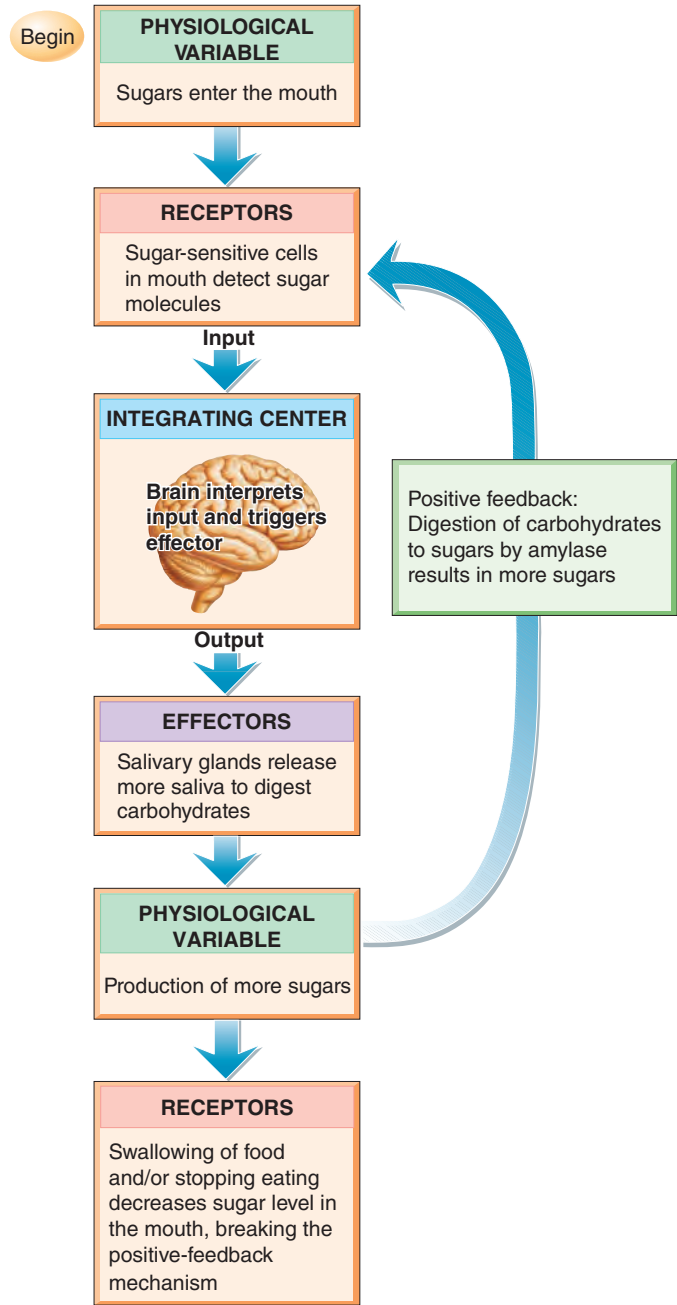 Begin
PHYSIOLOGICAL
VARIABLE
Sugars enter the mouth
RECEPTORS
Sugar-sensitive cells
in mouth detect sugar
molecules
Input
INTEGRATING CENTER
Brain interprets
input and triggers
effector
Output
EFFECTORS
Salivary glands release
more saliva to digest
carbohydrates
PHYSIOLOGICAL
VARIABLE
Production of more sugars
RECEPTORS
Swallowing of food
and/or stopping eating
decreases sugar level in
the mouth, breaking the
positive-feedback
mechanism
Positive feedback:
Digestion of carbohydrates
to sugars by amylase
results in more sugars